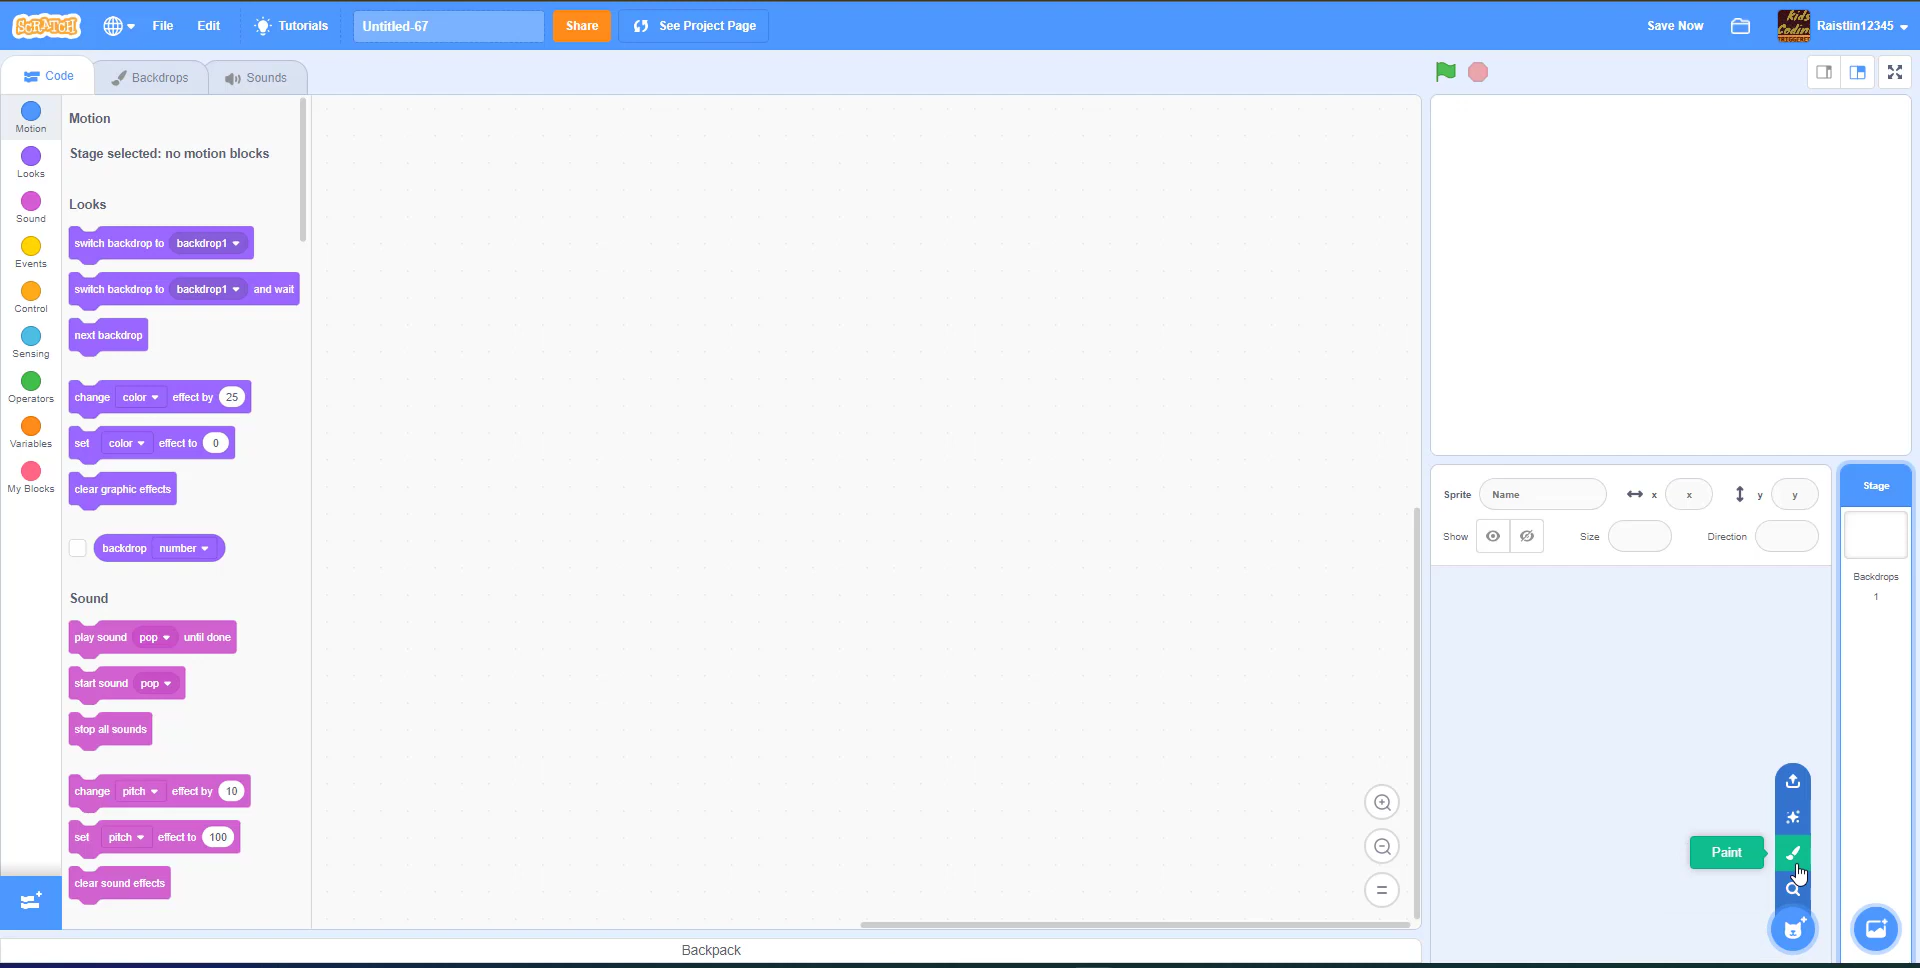 SCRATCH File Edit Tutorials Untitled-67 Share See Project Page Save Now Kids Coding Raistlin12345
Code Backdrops Sounds
Motion
Looks
Sound
Events
Control
Sensing
Operators
Variables
My Blocks
Motion
Stage selected: no motion blocks
Looks
switch backdrop to backdrop1
switch backdrop to backdrop1 and wait
next backdrop
change color effect by 25
set color effect to 0
clear graphic effects
backdrop number
Sound
play sound pop until done
start sound pop
stop all sounds
change pitch effect by 10
set pitch effect to 100
clear sound effects
Sprite Name x x y y
Show Size Direction
Stage
Backdrops
1
Paint
Backpack